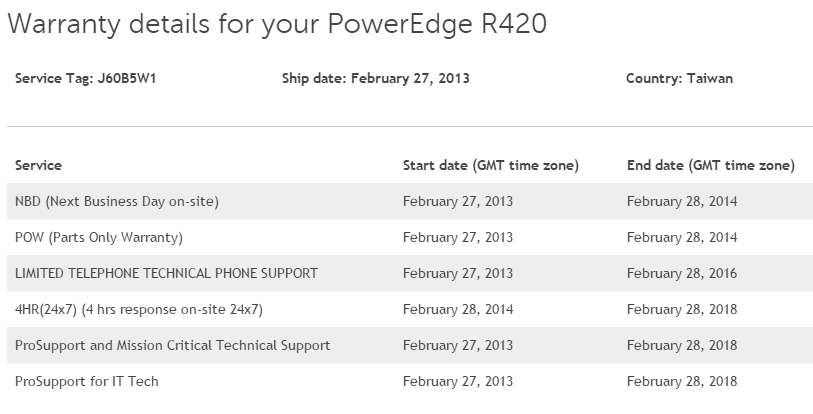 Warranty details for your PowerEdge R420
Service Tag: J60B5W1 Ship date: February 27, 2013 Country: Taiwan
Service Start date (GMT time zone) End date (GMT time zone)
NBD (Next Business Day on-site) February 27, 2013 February 28, 2014
POW (Parts Only Warranty) February 27, 2013 February 28, 2014
LIMITED TELEPHONE TECHNICAL PHONE SUPPORT February 27, 2013 February 28, 2016
4HR(24x7) (4 hrs response on-site 24x7) February 28, 2014 February 28, 2018
ProSupport and Mission Critical Technical Support February 27, 2013 February 28, 2018
ProSupport for IT Tech February 27, 2013 February 28, 2018